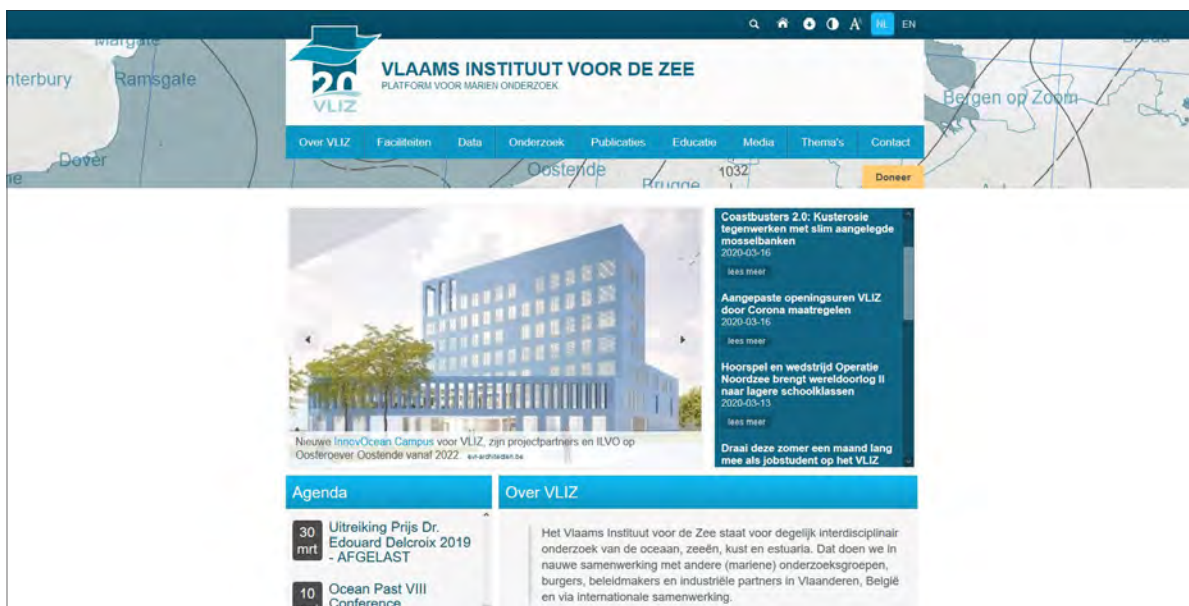 NL EN
Margate
nterbury
Ramsgate
Dover
Bergen op Zoom
Oostende
Brugge
1032
20
VLIZ
VLAAMS INSTITUUT VOOR DE ZEE
PLATFORM VOOR MARIEN ONDERZOEK
Over VLIZ Faciliteiten Data Onderzoek Publicaties Educatie Media Thema's Contact
Doneer
Nieuwe InnovOcean Campus voor VLIZ, zijn projectpartners en ILVO op
Oosteroever Oostende vanaf 2022.
Coastbusters 2.0: Kusterosie
tegenwerken met slim aangelegde
mosselbanken
2020-03-16
lees meer
Aangepaste openingsuren VLIZ
door Corona maatregelen
2020-03-16
lees meer
Hoorspel en wedstrijd Operatie
Noordzee brengt wereldoorlog II
naar lagere schoolklassen
2020-03-13
lees meer
Draai deze zomer een maand lang
mee als jobstudent op het VLIZ
Agenda
30
mrt
Uitreiking Prijs Dr.
Edouard Delcroix 2019
- AFGELAST
10
Ocean Past VIII
Conference
Over VLIZ
Het Vlaams Instituut voor de Zee staat voor degelijk interdisciplinair
onderzoek van de oceaan, zeeën, kust en estuaria. Dat doen we in
nauwe samenwerking met andere (mariene) onderzoeksgroepen,
burgers, beleidmakers en industriële partners in Vlaanderen, België
en via internationale samenwerking.